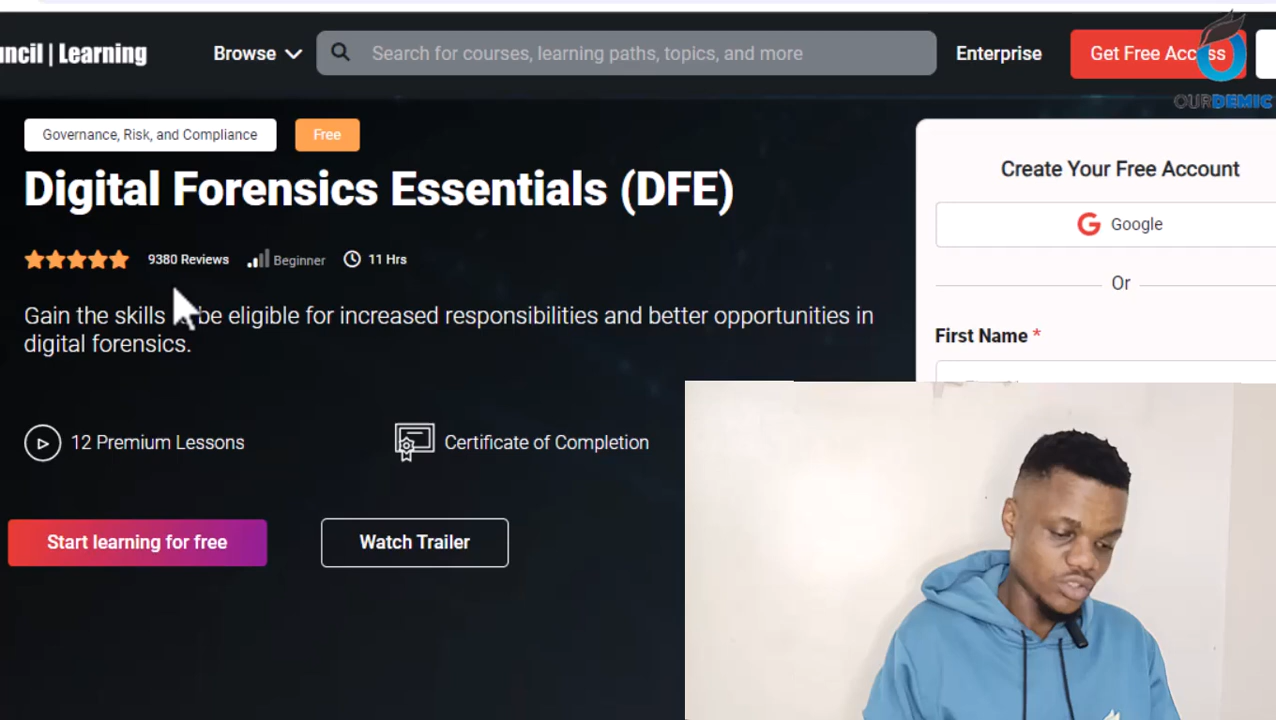 uncil | Learning
Browse
Search for courses, learning paths, topics, and more
Enterprise
Get Free Access
OURDEMIC
Governance, Risk, and Compliance
Free
Digital Forensics Essentials (DFE)
9380 Reviews
Beginner
11 Hrs
Gain the skills be eligible for increased responsibilities and better opportunities in
digital forensics.
12 Premium Lessons
Certificate of Completion
Start learning for free
Watch Trailer
Create Your Free Account
Google
Or
First Name *